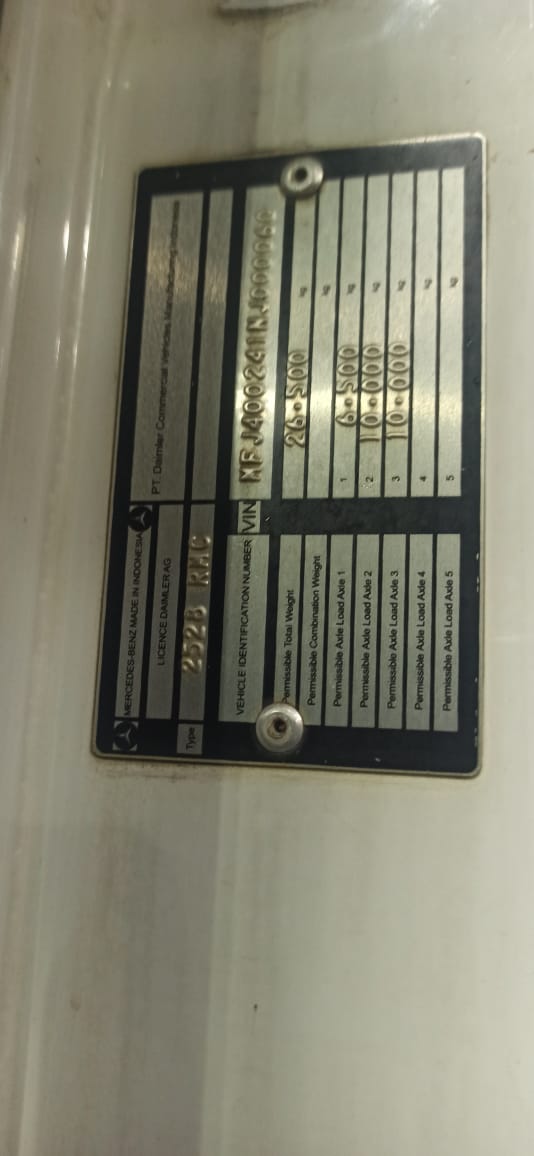 MERCEDES-BENZ MADE IN INDONESIA
LICENCE DAIMLER AG
PT. Daimler Commercial Vehicles Manufacturing Indonesia
Type 2528 RMC
VEHICLE IDENTIFICATION NUMBER VIN MFJ400241NJ000060
Permissible Total Weight 26.500 kg
Permissible Combination Weight kg
Permissible Axle Load Axle 1 1 6.500 kg
Permissible Axle Load Axle 2 2 10.000 kg
Permissible Axle Load Axle 3 3 10.000 kg
Permissible Axle Load Axle 4 4 kg
Permissible Axle Load Axle 5 5 kg